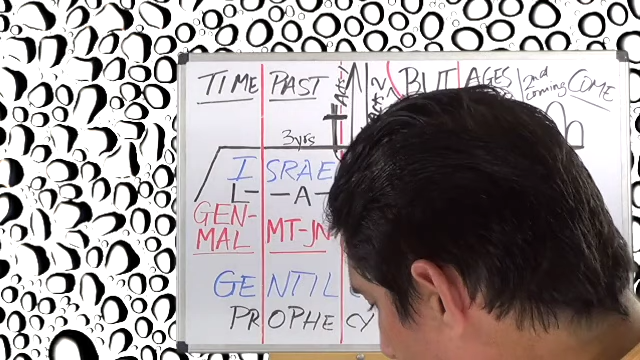 TIME PAST BUT AGES COME
2nd Coming
3yrs
ISRAE
L A
GEN-
MAL MT-JN
GENTIL
PROPHECY